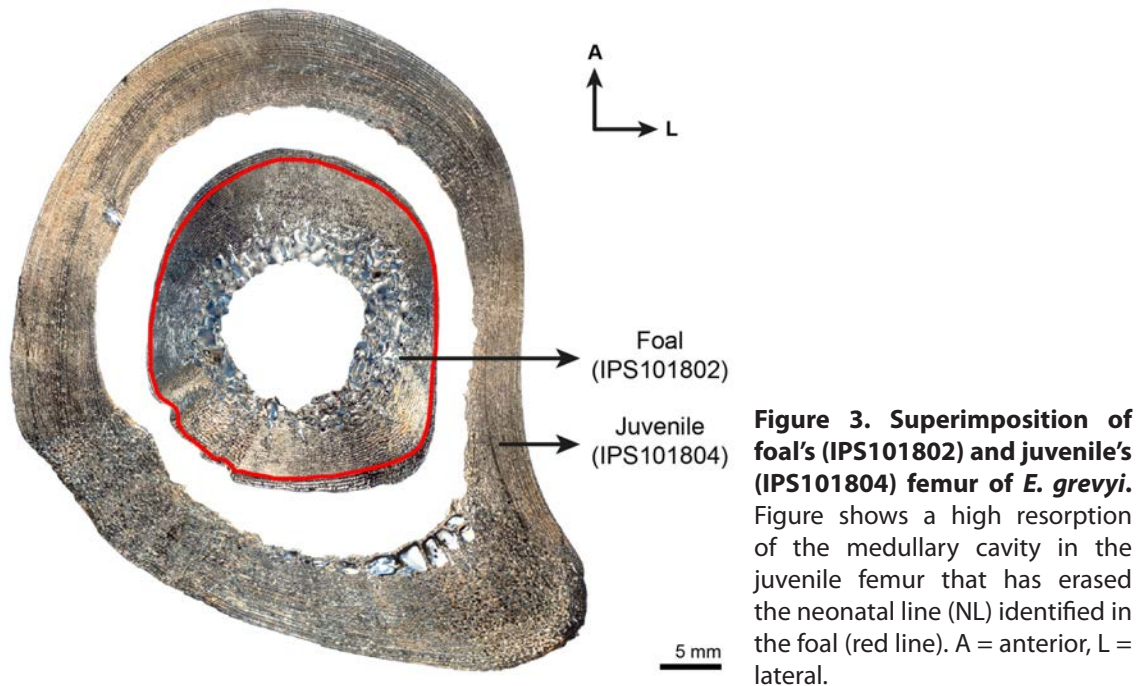 A
L
Foal
(IPS101802)
Juvenile
(IPS101804)
5 mm
Figure 3. Superimposition of
foal's (IPS101802) and juvenile's
(IPS101804) femur of E. grevyi.
Figure shows a high resorption
of the medullary cavity in the
juvenile femur that has erased
the neonatal line (NL) identified in
the foal (red line). A = anterior, L =
lateral.